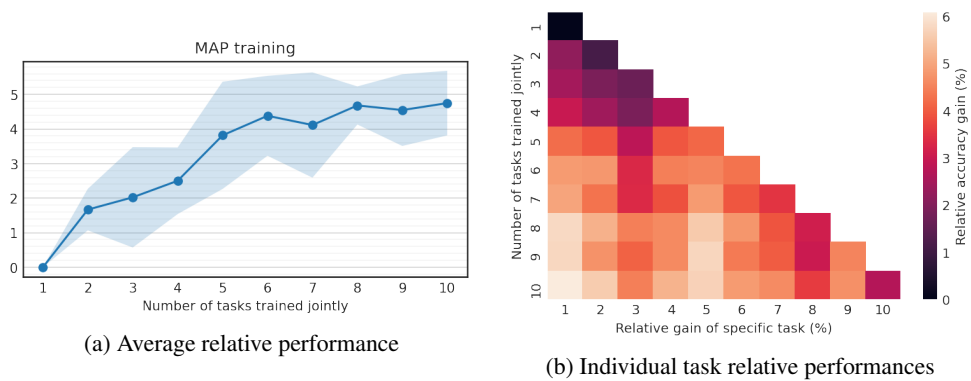 MAP training
5
4
3
2
1
0
1 2 3 4 5 6 7 8 9 10
Number of tasks trained jointly
(a) Average relative performance
Number of tasks trained jointly
1
2
3
4
5
6
7
8
9
10
1 2 3 4 5 6 7 8 9 10
Relative gain of specific task (%)
6
5
4
3
2
1
0
Relative accuracy gain (%)
(b) Individual task relative performances